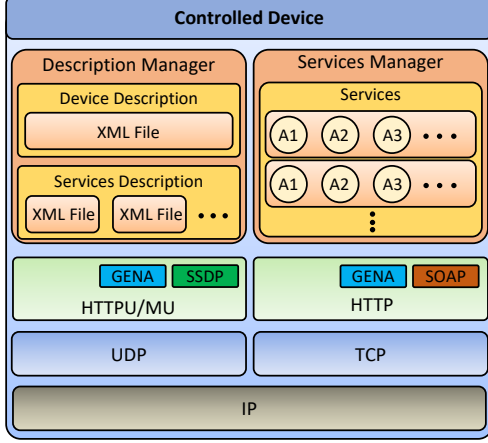 Controlled Device
Description Manager
Device Description
XML File
Services Description
XML File XML File • • •
Services Manager
Services
A1 A2 A3 • • •
A1 A2 A3 • • •
GENA SSDP
HTTPU/MU
GENA SOAP
HTTP
UDP
TCP
IP